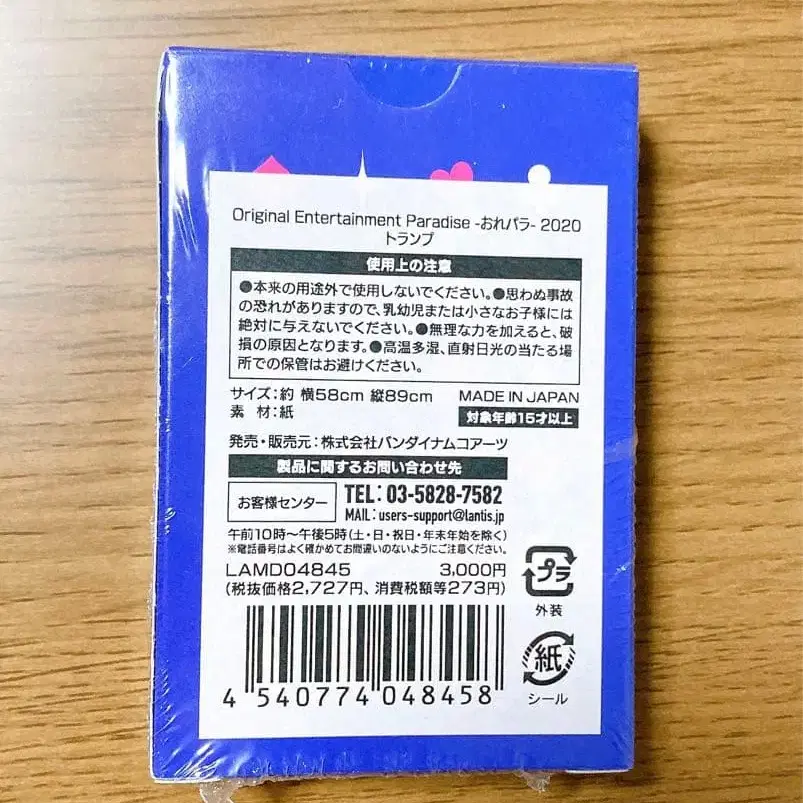 Original Entertainment Paradise -おれパラ- 2020
トランプ
使用上の注意
●本来の用途外で使用しないでください。●思わぬ事故
の恐れがありますので、乳幼児または小さなお子様には
絶対に与えないでください。●無理な力を加えると、破
損の原因となります。●高温多湿、直射日光の当たる場
所での保管はお避けください。
サイズ:約 横58cm 縦89cm MADE IN JAPAN
素 材:紙 対象年齢15才以上
発売・販売元:株式会社バンダイナムコアーツ
製品に関するお問い合わせ先
お客様センター TEL: 03-5828-7582
MAIL: users-support@lantis.jp
午前10時〜午後5時(土・日・祝日・年末年始を除く)
※電話番号はよく確かめてお間違いのないようにご注意ください。
LAMD04845 3,000円
(税抜価格2,727円、消費税額等273円)
プラ
外装
紙
シール
4 540774 048458